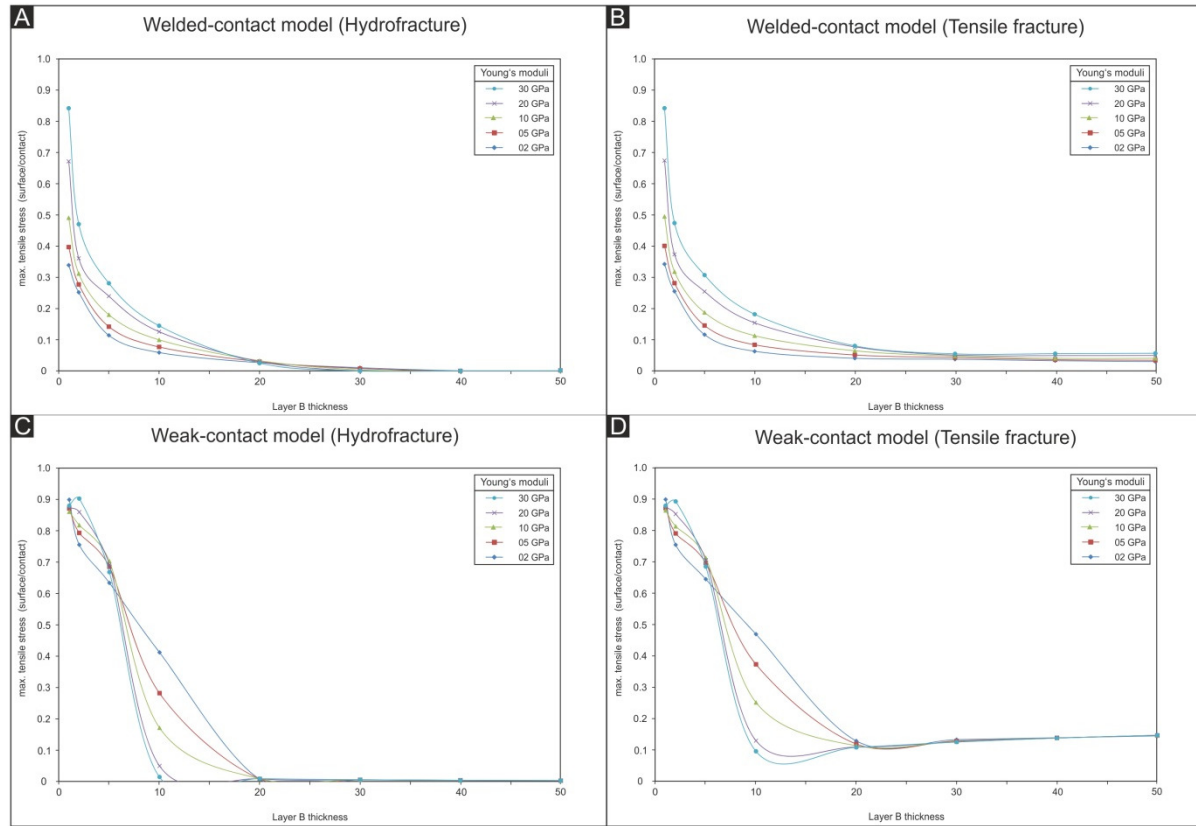 A
Welded-contact model (Hydrofracture)
1.0
0.9
0.8
0.7
0.6
0.5
0.4
0.3
0.2
0.1
0
max. tensile stress (surface/contact)
Young's moduli
30 GPa
20 GPa
10 GPa
05 GPa
02 GPa
0 10 20 30 40 50
Layer B thickness
B
Welded-contact model (Tensile fracture)
1.0
0.9
0.8
0.7
0.6
0.5
0.4
0.3
0.2
0.1
0
max. tensile stress (surface/contact)
Young's moduli
30 GPa
20 GPa
10 GPa
05 GPa
02 GPa
0 10 20 30 40 50
Layer B thickness
C
Weak-contact model (Hydrofracture)
1.0
0.9
0.8
0.7
0.6
0.5
0.4
0.3
0.2
0.1
0
max. tensile stress (surface/contact)
Young's moduli
30 GPa
20 GPa
10 GPa
05 GPa
02 GPa
0 10 20 30 40 50
Layer B thickness
D
Weak-contact model (Tensile fracture)
1.0
0.9
0.8
0.7
0.6
0.5
0.4
0.3
0.2
0.1
0
max. tensile stress (surface/contact)
Young's moduli
30 GPa
20 GPa
10 GPa
05 GPa
02 GPa
0 10 20 30 40 50
Layer B thickness